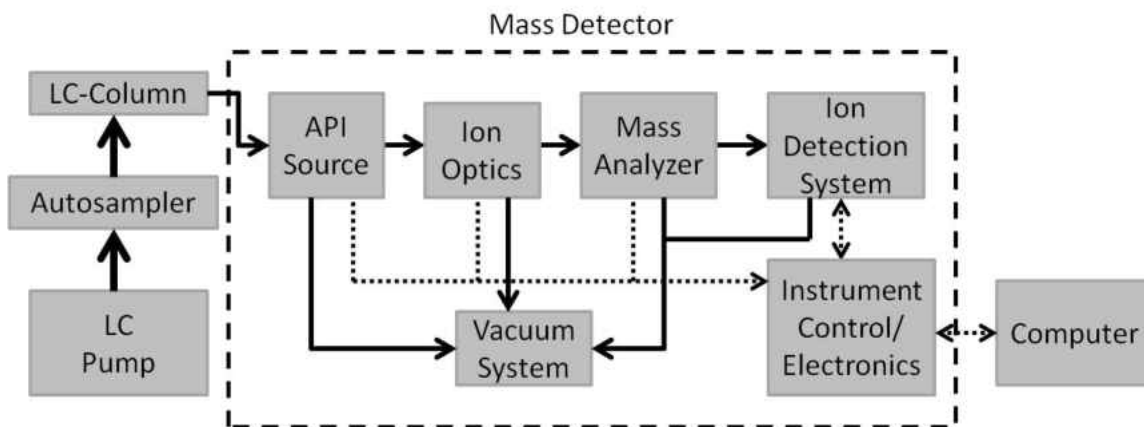 Mass Detector
LC-Column
Autosampler
LC
Pump
API
Source
Ion
Optics
Mass
Analyzer
Ion
Detection
System
Vacuum
System
Instrument
Control/
Electronics
Computer